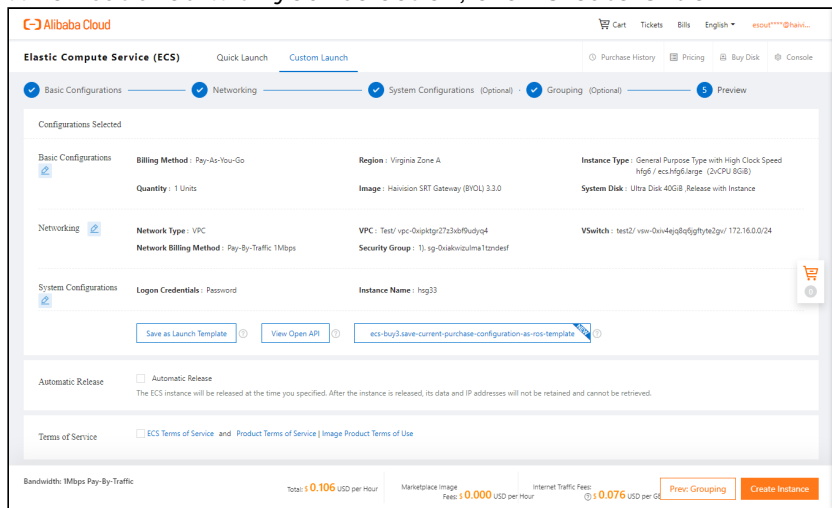 (-) Alibaba Cloud
Cart Tickets Bills English esout****@haivi...
Elastic Compute Service (ECS) Quick Launch Custom Launch Purchase History Pricing Buy Disk Console
Basic Configurations Networking System Configurations (Optional) Grouping (Optional) 5 Preview
Configurations Selected
Basic Configurations
Billing Method : Pay-As-You-Go Region : Virginia Zone A Instance Type : General Purpose Type with High Clock Speed
hfg6 / ecs.hfg6.large (2vCPU 8GiB)
Quantity : 1 Units Image : Haivision SRT Gateway (BYOL) 3.3.0 System Disk : Ultra Disk 40GiB ,Release with Instance
Networking
Network Type : VPC VPC : Test/ vpc-0xipktgr27z3xbf9udyq4 VSwitch : test2/ vsw-0xiv4ejq8q6jgftyte2gv/ 172.16.0.0/24
Network Billing Method : Pay-By-Traffic 1Mbps Security Group : 1). sg-0xiakwizulma1tzndesf
0
System Configurations
Logon Credentials : Password Instance Name : hsg33
Save as Launch Template ? View Open API ? ecs-buy3.save-current-purchase-configuration-as-ros-template NEW ?
Automatic Release Automatic Release
The ECS instance will be released at the time you specified. After the instance is released, its data and IP addresses will not be retained and cannot be retrieved.
Terms of Service ECS Terms of Service and Product Terms of Service | Image Product Terms of Use
Bandwidth: 1Mbps Pay-By-Traffic
Total: $ 0.106 USD per Hour
Marketplace Image
Fees: $ 0.000 USD per Hour
Internet Traffic Fees:
? $ 0.076 USD per GB
Prev: Grouping Create Instance